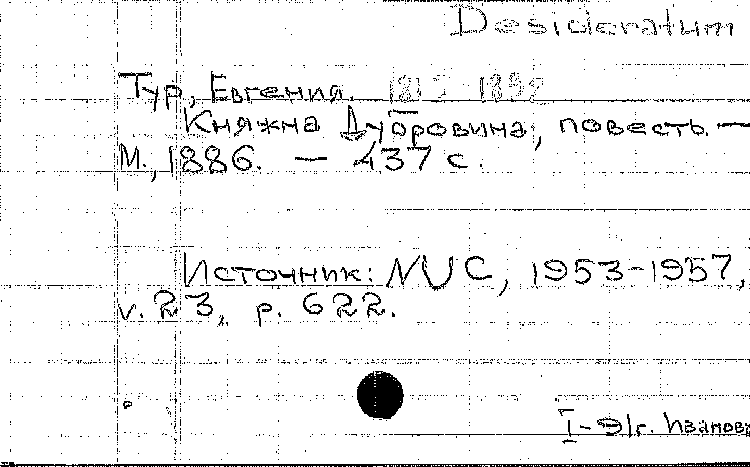 Desideratum
Тур, Евгения. 1815-1892
Княжна Дубровина, повесть. —
М., 1886. — 437 с.
Источник: NUC, 1953-1957,
v. 23, p. 622.
I-91г. Иванова